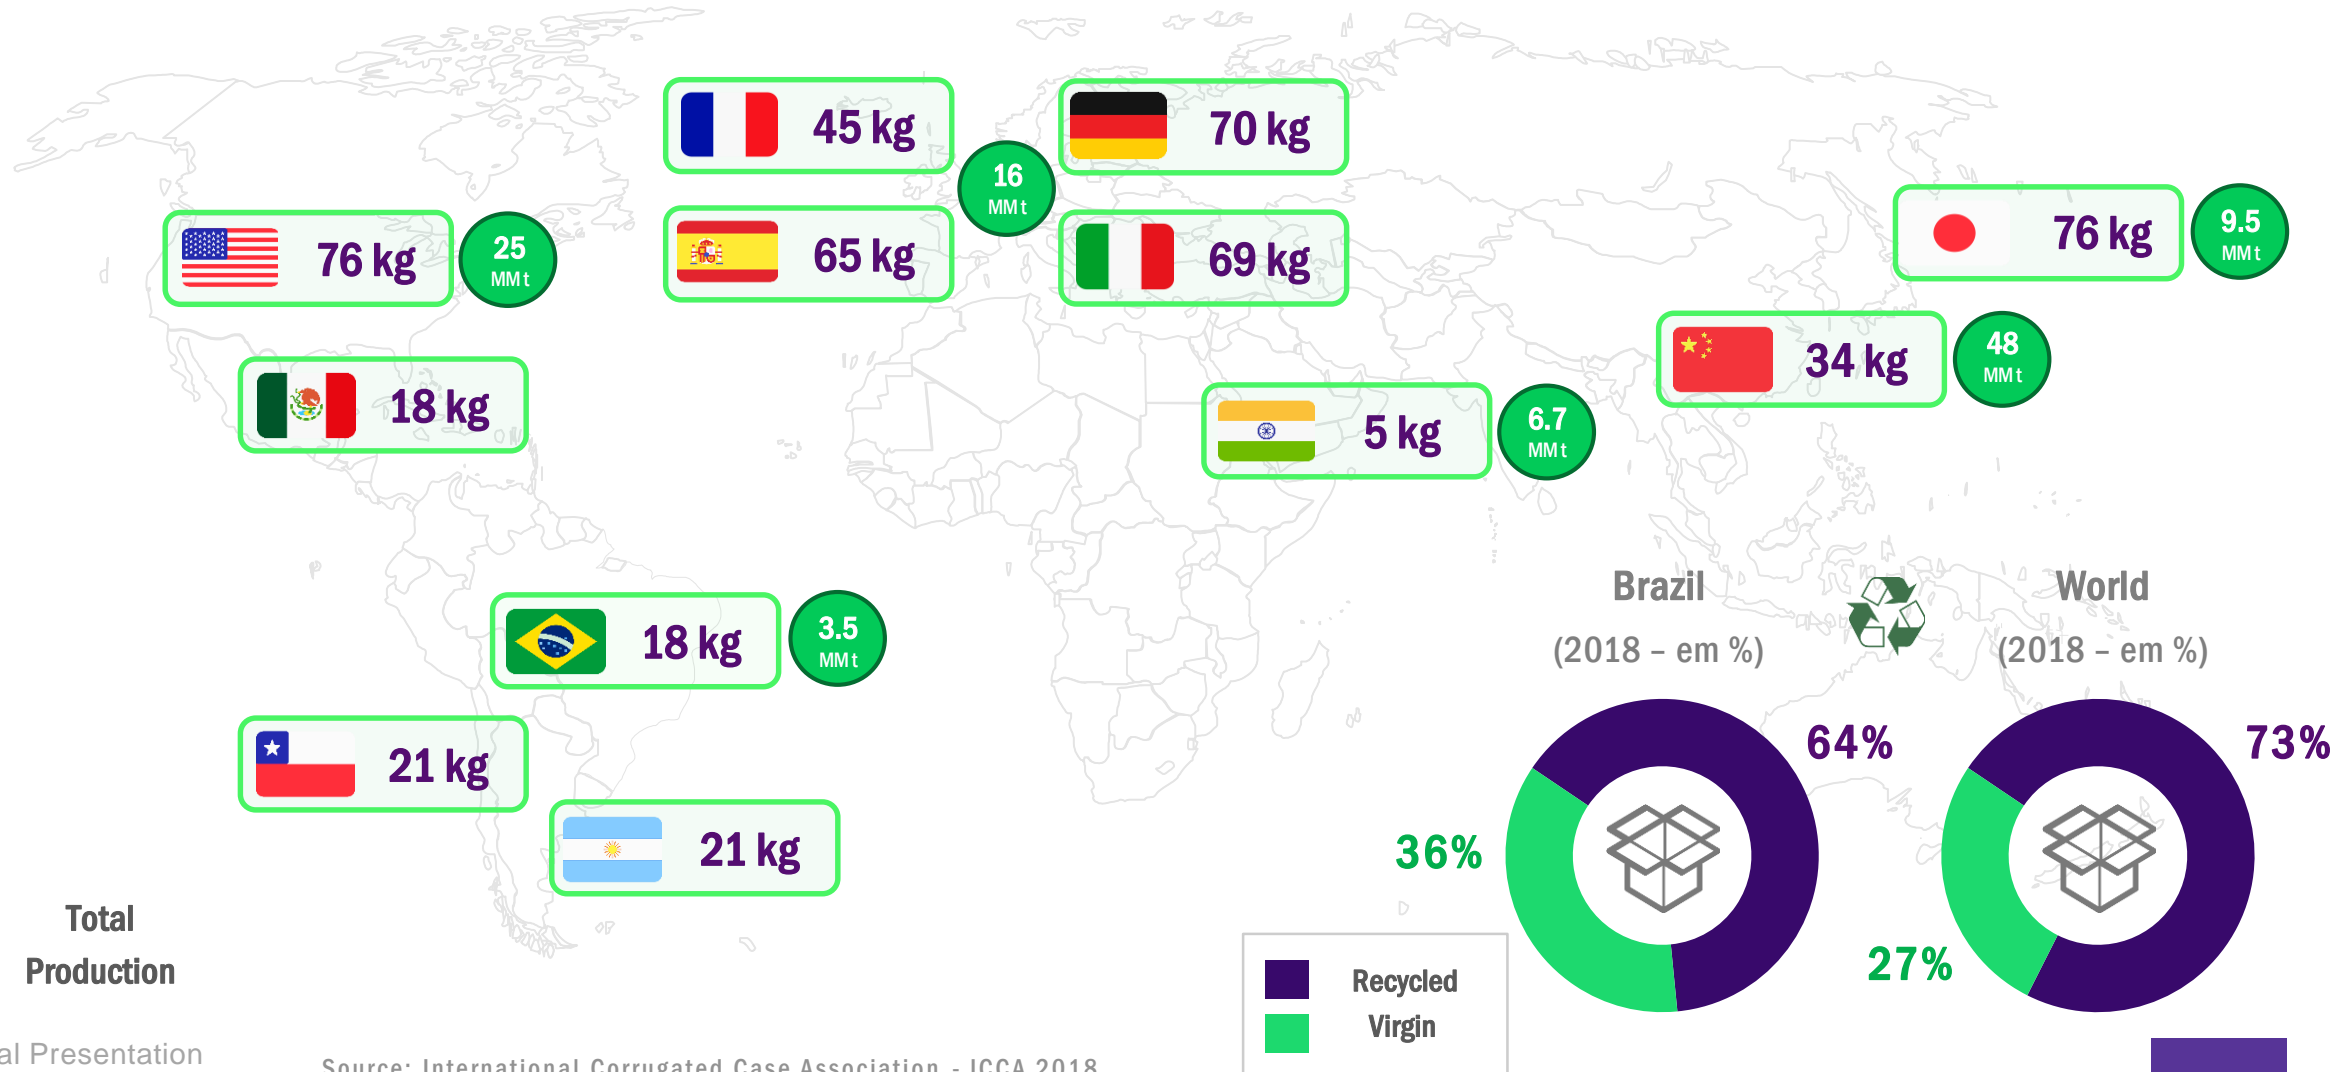 45 kg
70 kg
16
MM t
76 kg
25
MM t
65 kg
69 kg
76 kg
9.5
MM t
34 kg
48
MM t
18 kg
5 kg
6.7
MM t
18 kg
3.5
MM t
21 kg
21 kg
Brazil
(2018 – em %)
World
(2018 – em %)
64%
36%
73%
27%
Total
Production
Recycled
Virgin
al Presentation
Source: International Corrugated Case Association - ICCA 2018